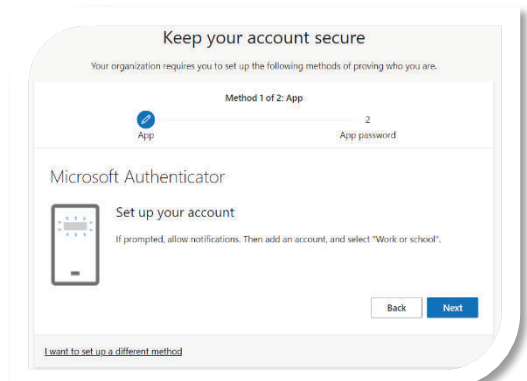 Keep your account secure
Your organization requires you to set up the following methods of proving who you are.
Method 1 of 2: App
App
2
App password
Microsoft Authenticator
Set up your account
If prompted, allow notifications. Then add an account, and select "Work or school".
Back Next
I want to set up a different method